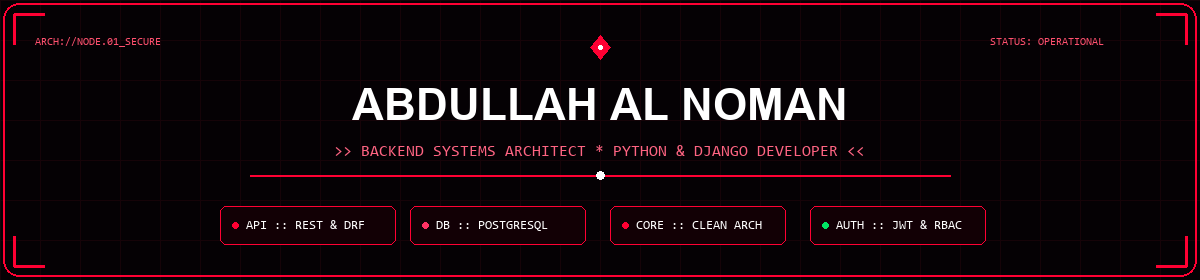 ARCH://NODE.01_SECURE
STATUS: OPERATIONAL
ABDULLAH AL NOMAN
>> BACKEND SYSTEMS ARCHITECT * PYTHON & DJANGO DEVELOPER <<
API :: REST & DRF
DB :: POSTGRESQL
CORE :: CLEAN ARCH
AUTH :: JWT & RBAC